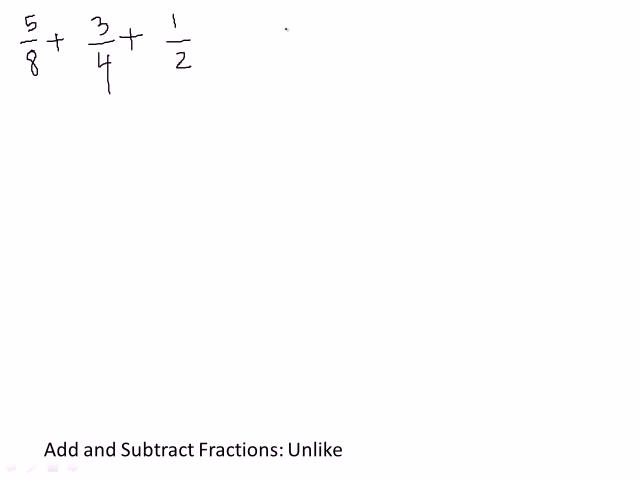 5/8 + 3/4 + 1/2
Add and Subtract Fractions: Unlike